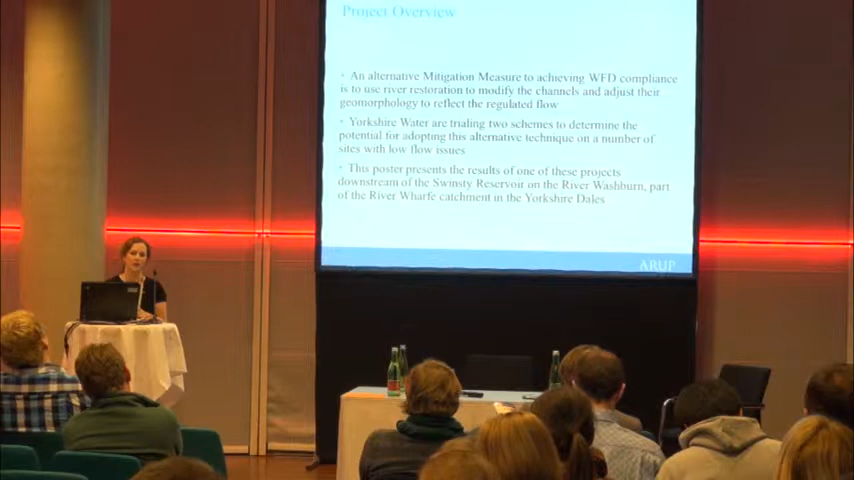 Project Overview
• An alternative Mitigation Measure to achieving WFD compliance
is to use river restoration to modify the channels and adjust their
geomorphology to reflect the regulated flow
• Yorkshire Water are trialing two schemes to determine the
potential for adopting this alternative technique on a number of
sites with low flow issues
• This poster presents the results of one of these projects
downstream of the Swinsty Reservoir on the River Washburn, part
of the River Wharfe catchment in the Yorkshire Dales
ARUP